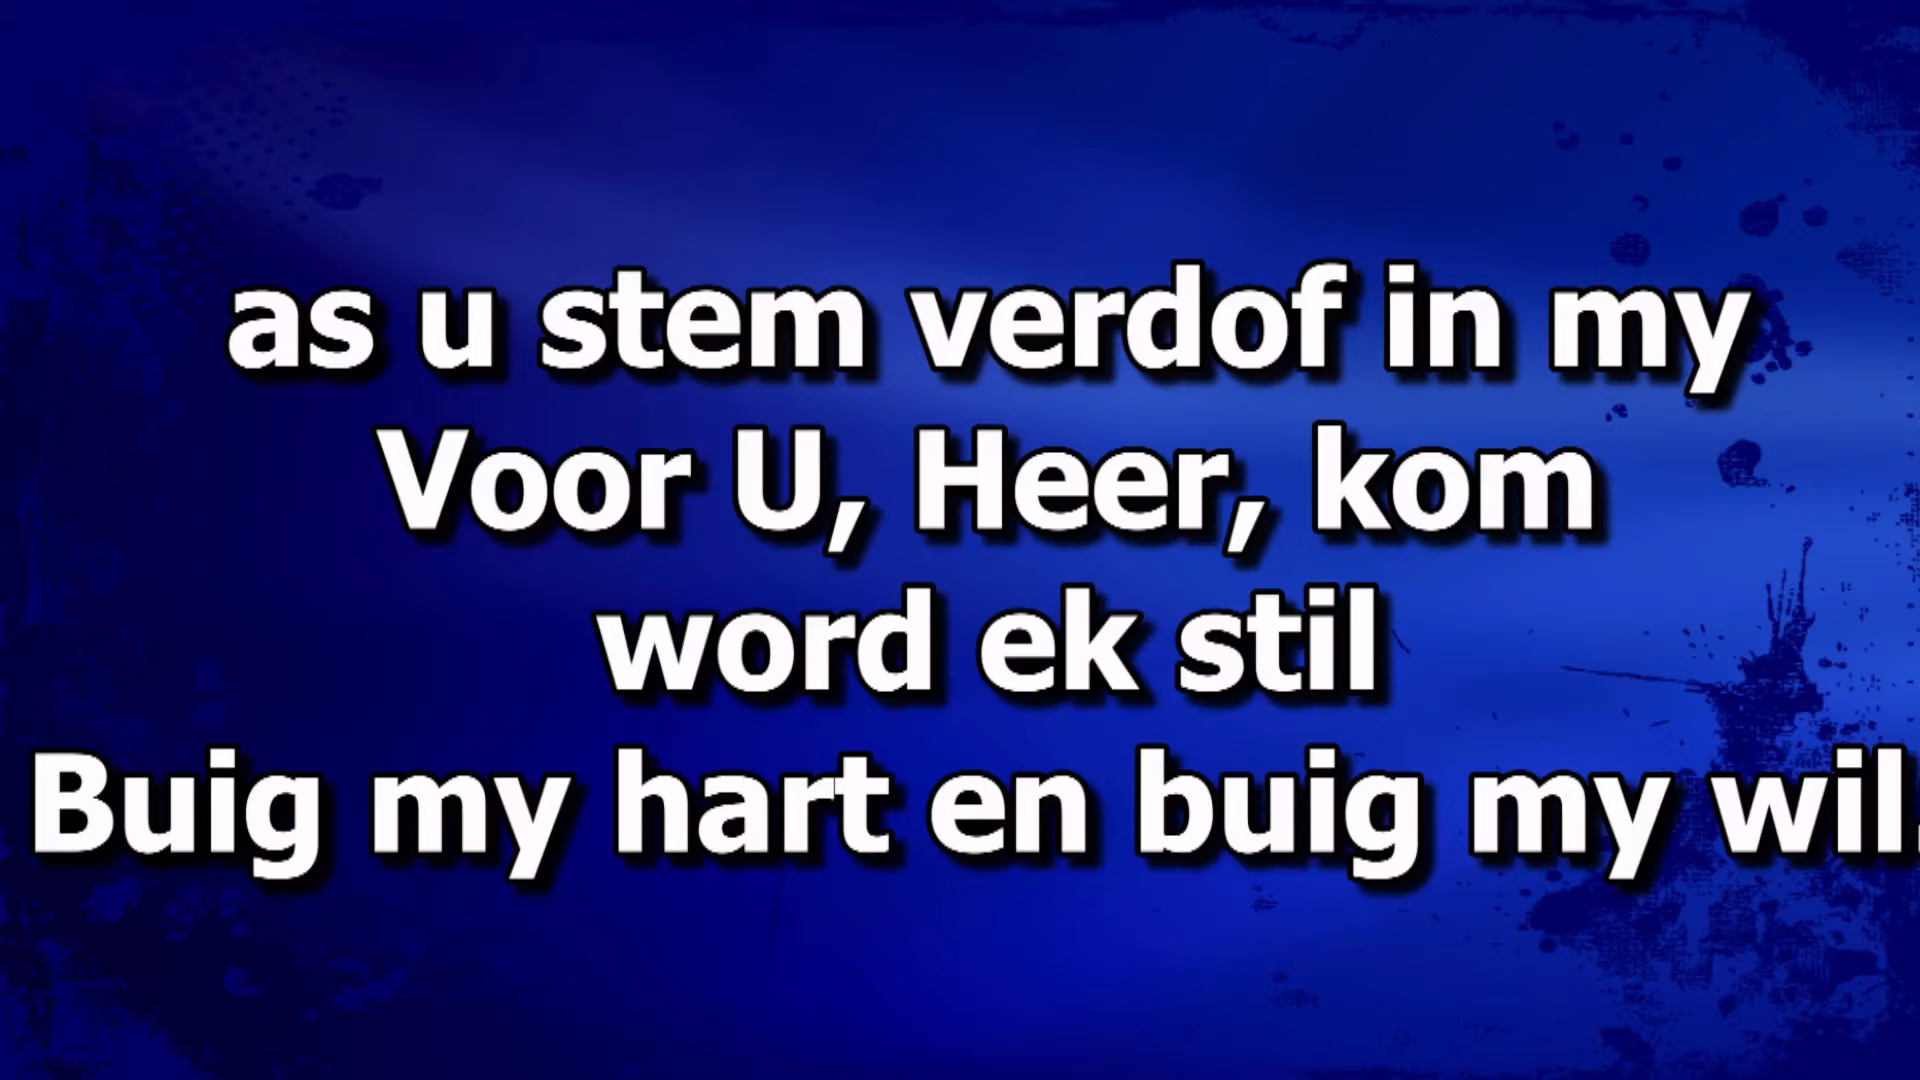 as u stem verdof in my
Voor U, Heer, kom
word ek stil
Buig my hart en buig my wil.